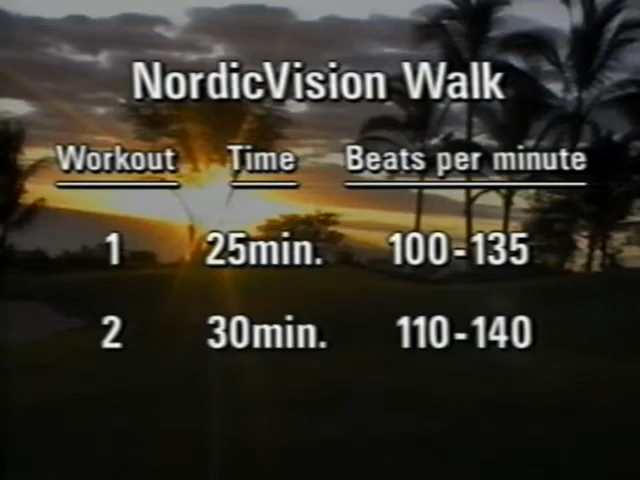 NordicVision Walk
Workout Time Beats per minute
1 25min. 100-135
2 30min. 110-140